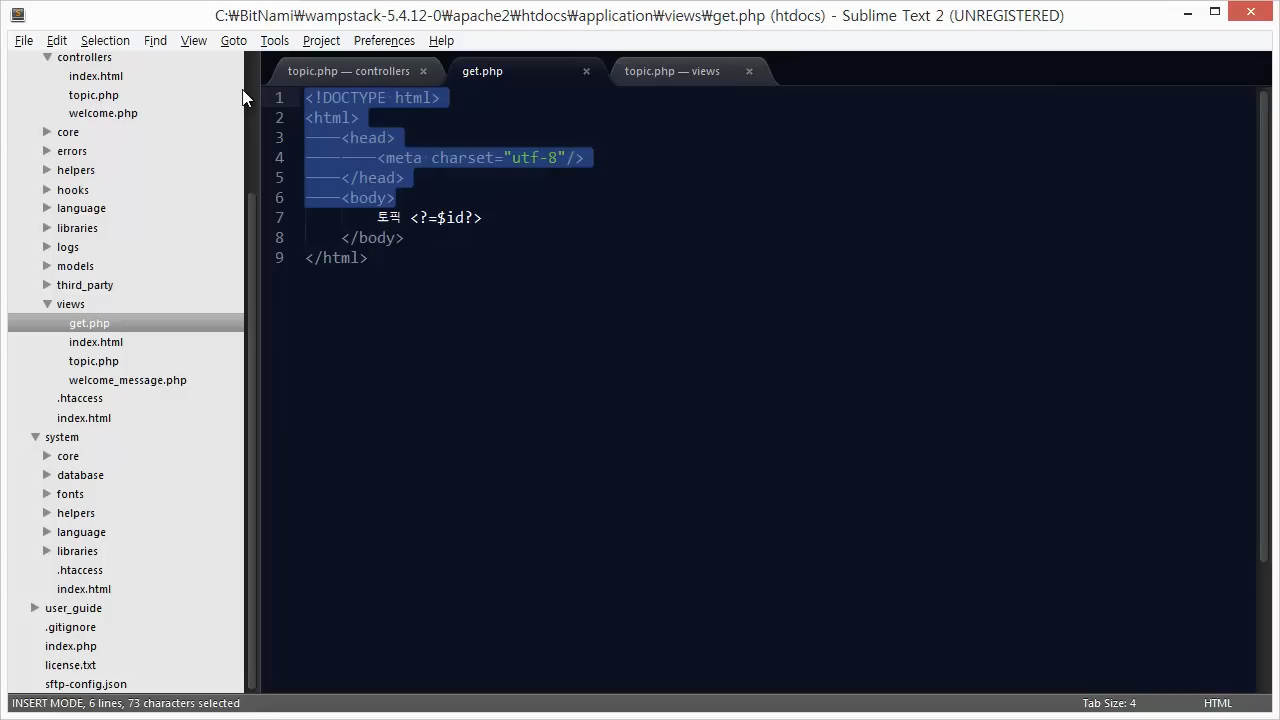 C:₩BitNami₩wampstack-5.4.12-0₩apache2₩htdocs₩application₩views₩get.php (htdocs) - Sublime Text 2 (UNREGISTERED)
File Edit Selection Find View Goto Tools Project Preferences Help
controllers
index.html
topic.php
welcome.php
core
errors
helpers
hooks
language
libraries
logs
models
third_party
views
get.php
index.html
topic.php
welcome_message.php
.htaccess
index.html
system
core
database
fonts
helpers
language
libraries
.htaccess
index.html
user_guide
.gitignore
index.php
license.txt
sftp-config.json
topic.php — controllers × get.php × topic.php — views ×
1 <!DOCTYPE html>
2 <html>
3 <head>
4 <meta charset="utf-8"/>
5 </head>
6 <body>
7 토픽 <?=$id?>
8 </body>
9 </html>
INSERT MODE, 6 lines, 73 characters selected Tab Size: 4 HTML